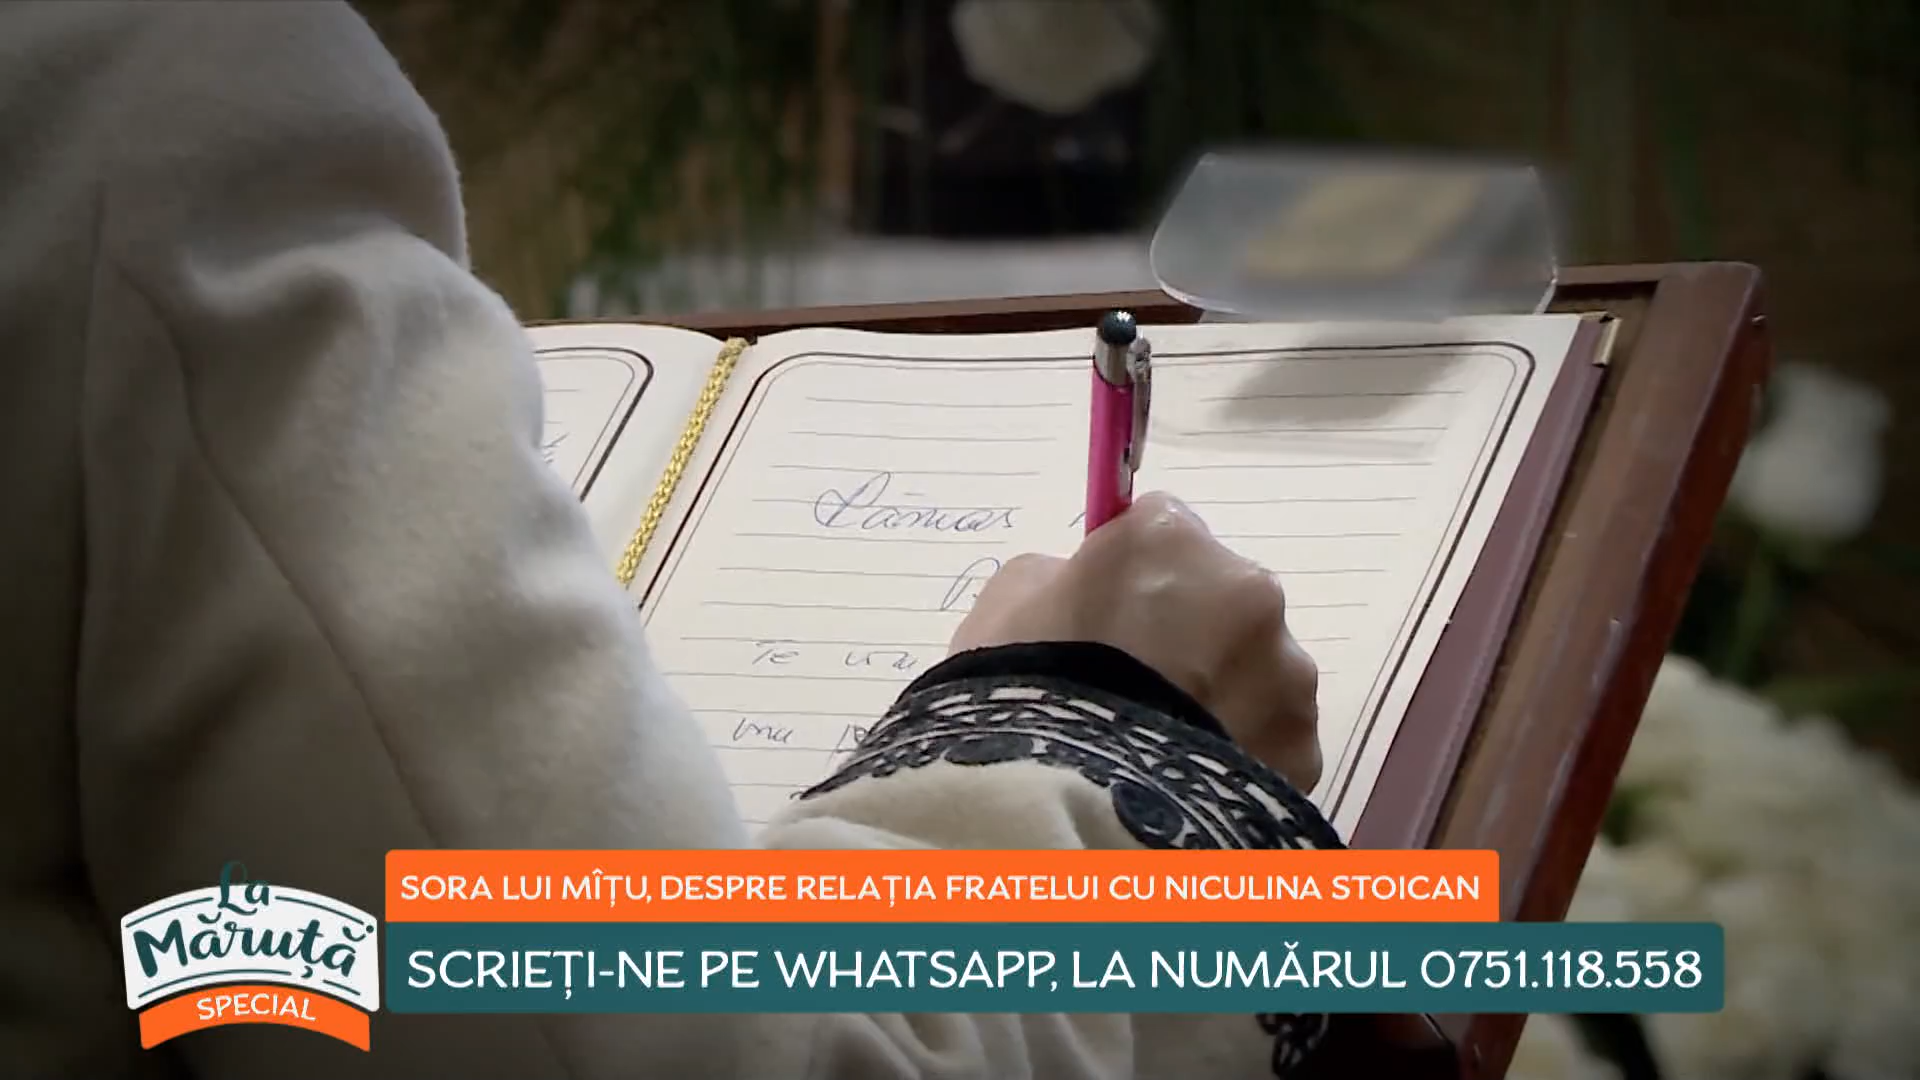 Te
La
Măruță
SPECIAL
SORA LUI MÎȚU, DESPRE RELAȚIA FRATELUI CU NICULINA STOICAN
SCRIEȚI-NE PE WHATSAPP, LA NUMĂRUL 0751.118.558